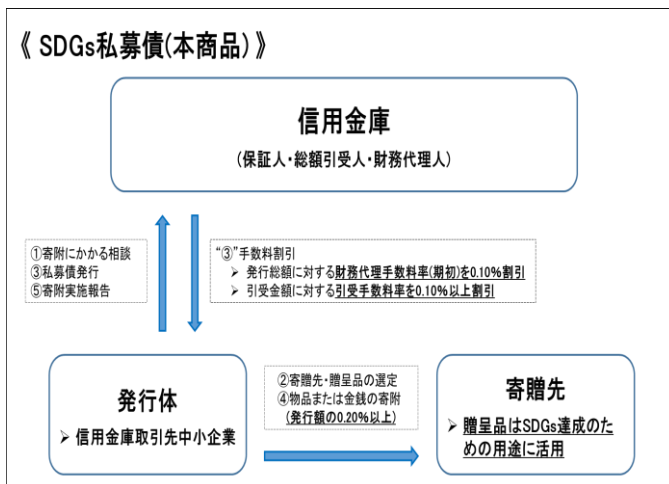 《 SDGs私募債(本商品) 》
信用金庫
(保証人・総額引受人・財務代理人)
①寄附にかかる相談
③私募債発行
⑤寄附実施報告
“③”手数料割引
➢ 発行総額に対する財務代理手数料率(期初)を0.10%割引
➢ 引受金額に対する引受手数料率を0.10%以上割引
発行体
➢ 信用金庫取引先中小企業
②寄贈先・贈呈品の選定
④物品または金銭の寄附
(発行額の0.20%以上)
寄贈先
➢ 贈呈品はSDGs達成のた
めの用途に活用